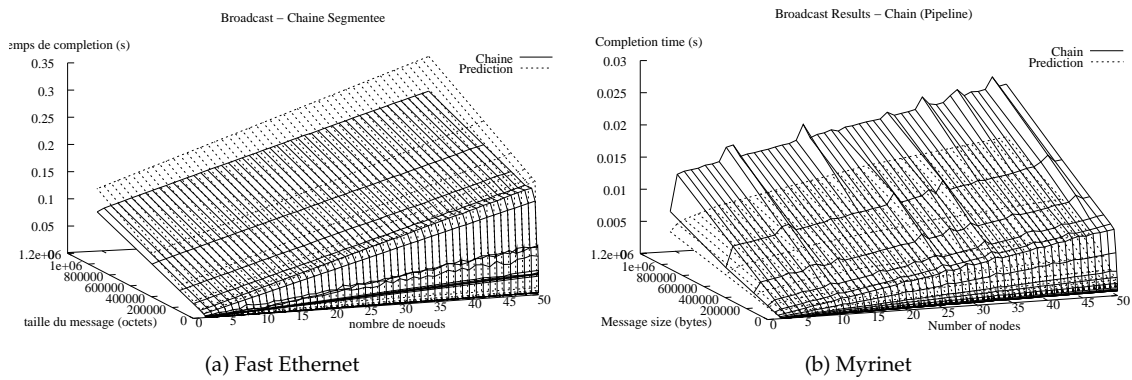 Broadcast – Chaine Segmentee
emps de completion (s)
Chaine
Prediction
0.35
0.3
0.25
0.2
0.15
0.1
0.05
0
1.2e+06
1e+06
800000
600000
400000
200000
0
taille du message (octets)
0
5
10
15
20
25
30
35
40
45
50
nombre de noeuds
(a) Fast Ethernet
Broadcast Results – Chain (Pipeline)
Completion time (s)
Chain
Prediction
0.03
0.025
0.02
0.015
0.01
0.005
0
1.2e+06
1e+06
800000
600000
400000
200000
0
Message size (bytes)
0
5
10
15
20
25
30
35
40
45
50
Number of nodes
(b) Myrinet